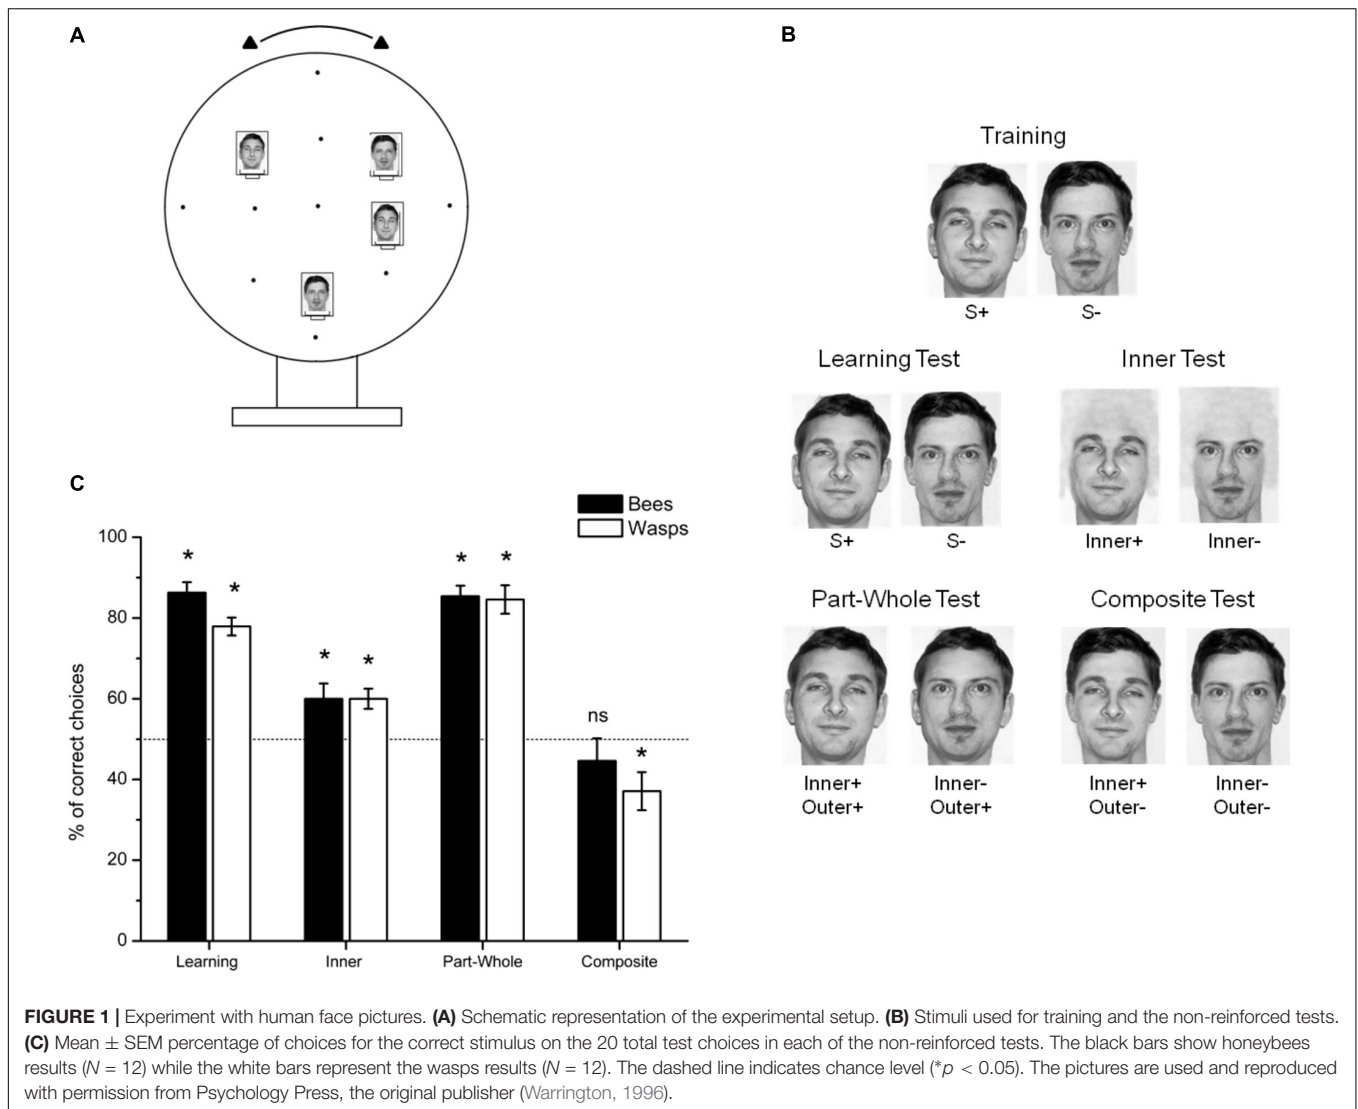 A
B
Training
S+ S-
Learning Test Inner Test
S+ S- Inner+ Inner-
Part-Whole Test Composite Test
Inner+ Inner- Inner+ Inner-
Outer+ Outer+ Outer- Outer-
C
Bees
Wasps
% of correct choices
100
80
60
40
20
0
* * * * * * ns *
Learning Inner Part-Whole Composite
FIGURE 1 | Experiment with human face pictures. (A) Schematic representation of the experimental setup. (B) Stimuli used for training and the non-reinforced tests.
(C) Mean ± SEM percentage of choices for the correct stimulus on the 20 total test choices in each of the non-reinforced tests. The black bars show honeybees
results (N = 12) while the white bars represent the wasps results (N = 12). The dashed line indicates chance level (*p < 0.05). The pictures are used and reproduced
with permission from Psychology Press, the original publisher (Warrington, 1996).